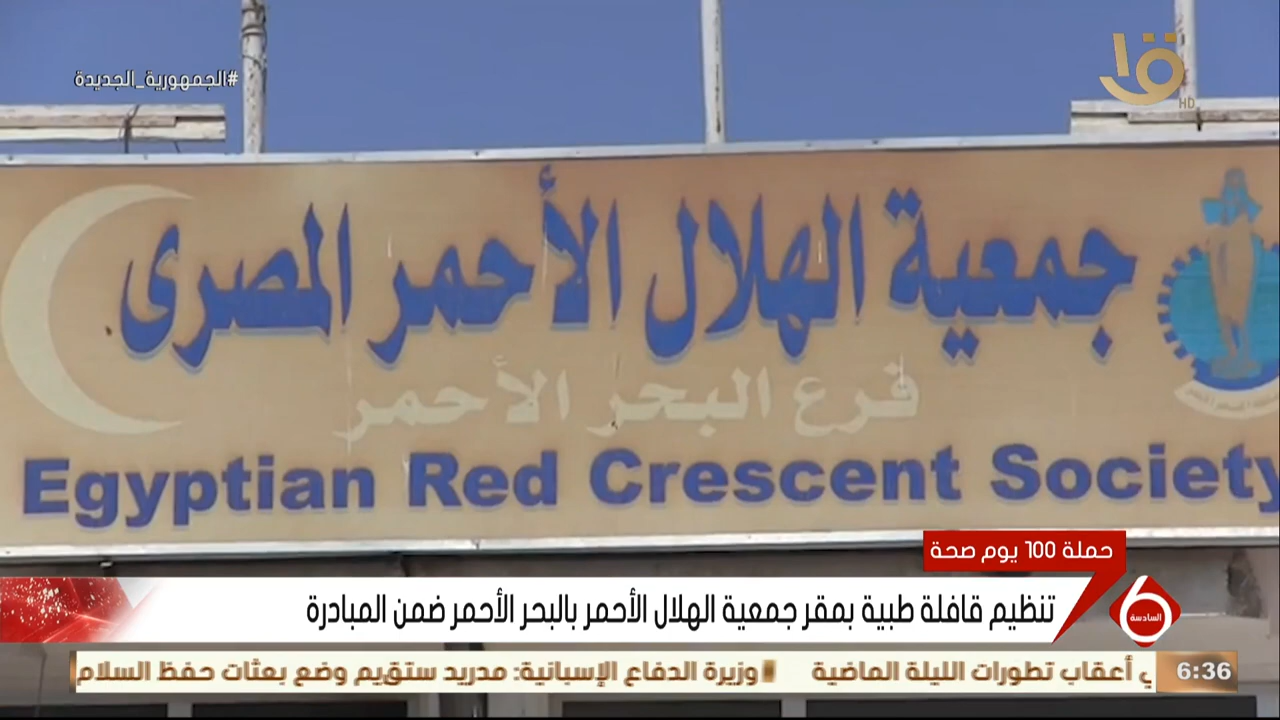 #الجمهورية_الجديدة
HD
جمعية الهلال الأحمر المصرى
فرع البحر الأحمر
Egyptian Red Crescent Society
حملة 100 يوم صحة
تنظيم قافلة طبية بمقر جمعية الهلال الأحمر بالبحر الأحمر ضمن المبادرة
السادسة
6:36
ي أعقاب تطورات الليلة الماضية
وزيرة الدفاع الإسبانية: مدريد ستقيم وضع بعثات حفظ السلام